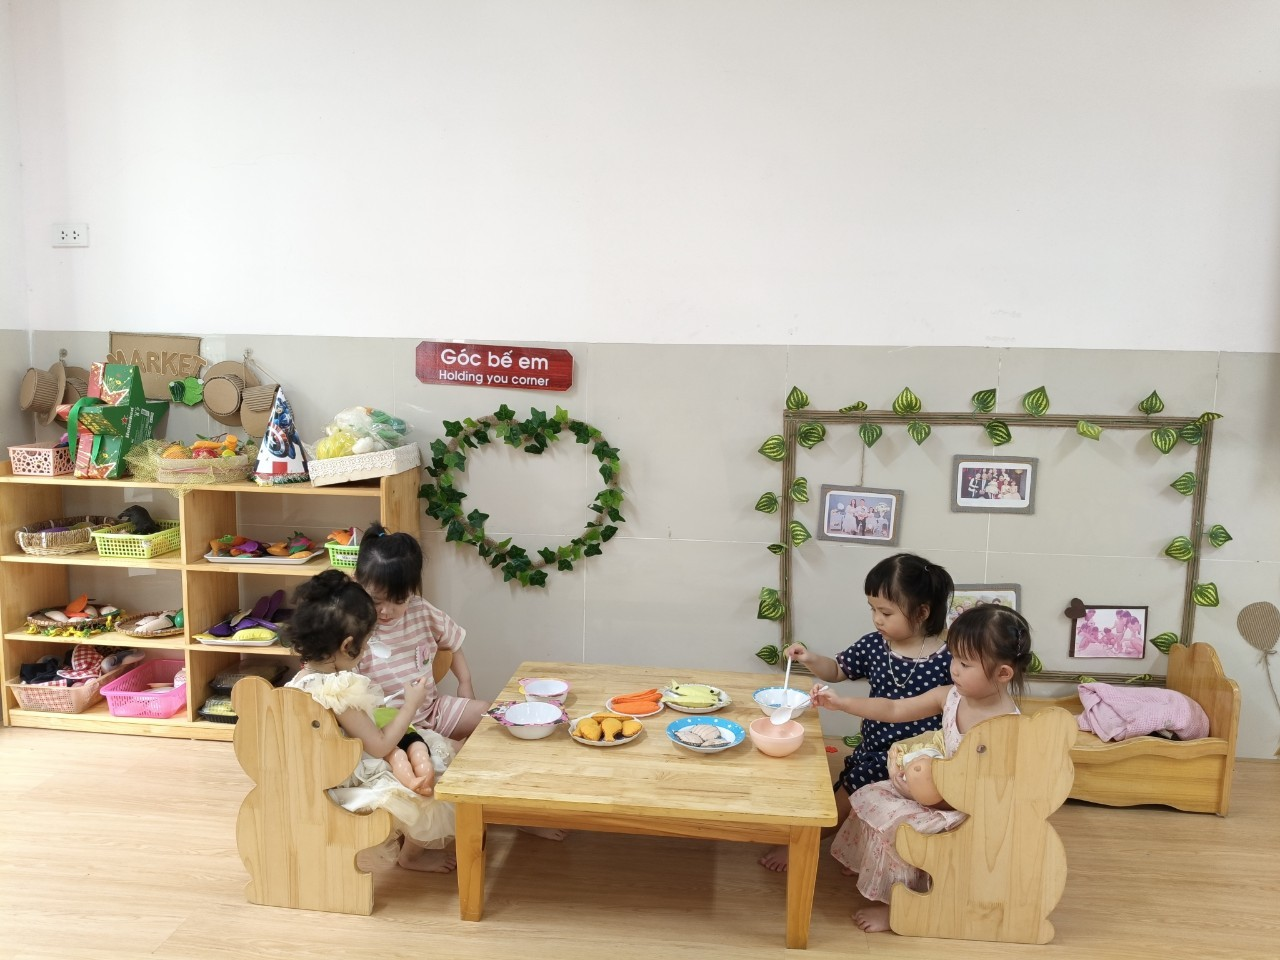 MARKET
Góc bế em
Holding you corner